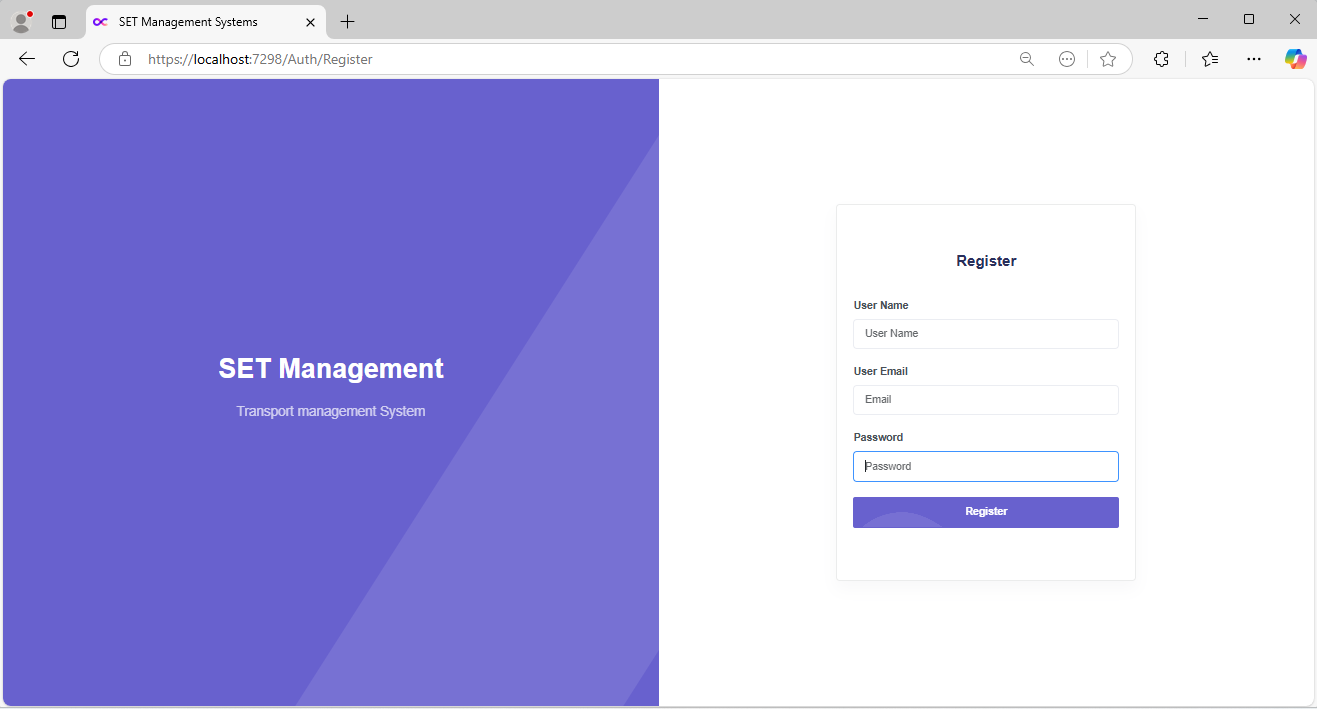 SET Management Systems
https://localhost:7298/Auth/Register
SET Management
Transport management System
Register
User Name
User Name
User Email
Email
Password
Password
Register